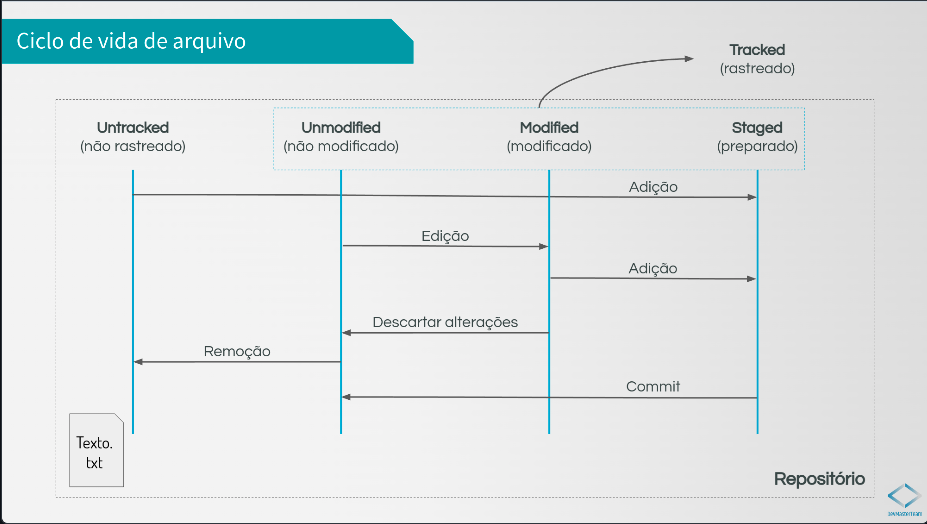 Ciclo de vida de arquivo
Tracked
(rastreado)
Untracked
(não rastreado)
Unmodified
(não modificado)
Modified
(modificado)
Staged
(preparado)
Adição
Edição
Adição
Descartar alterações
Remoção
Commit
Texto.
txt
Repositório
DEVMASTERTEAM